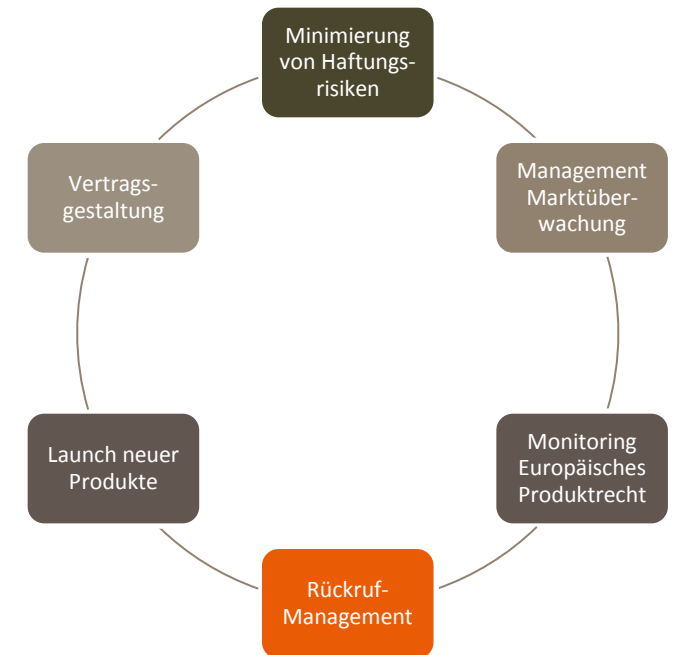 Minimierung
von Haftungs-
risiken
Management
Marktüber-
wachung
Monitoring
Europäisches
Produktrecht
Rückruf-
Management
Launch neuer
Produkte
Vertrags-
gestaltung